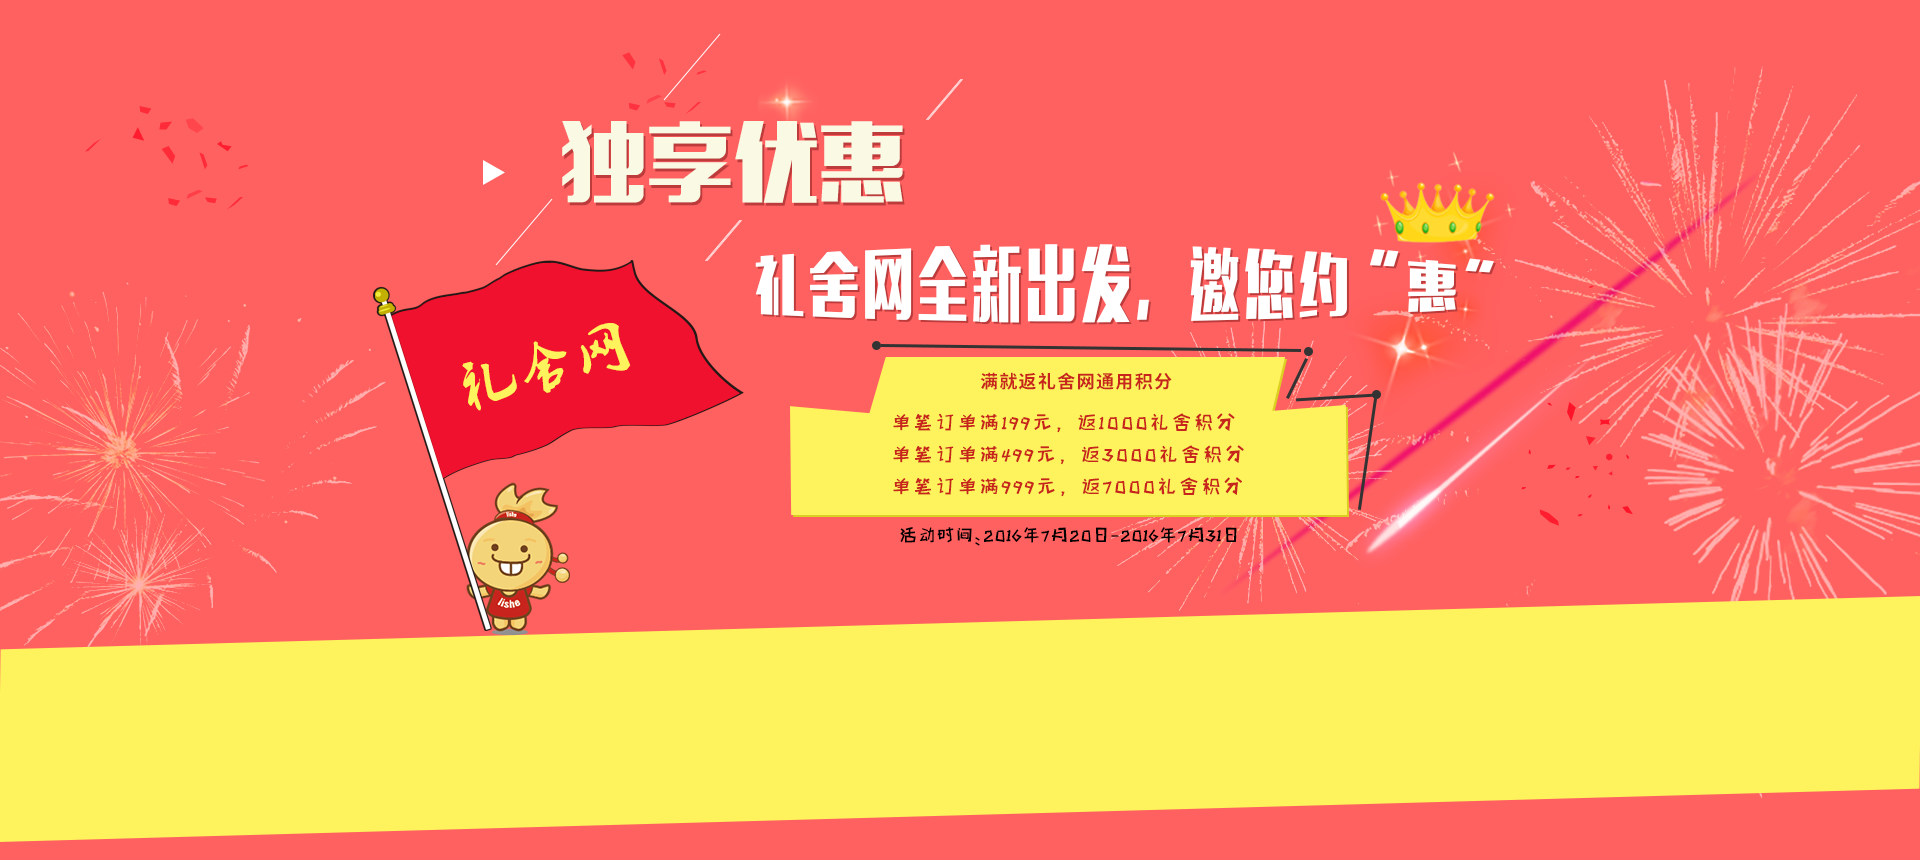 独享优惠
礼舍网全新出发，邀您约“惠”
礼舍网
满就返礼舍网通用积分
单笔订单满199元，返1000礼舍积分
单笔订单满499元，返3000礼舍积分
单笔订单满999元，返7000礼舍积分
活动时间:2016年7月20日-2016年7月31日
lishe
lishe